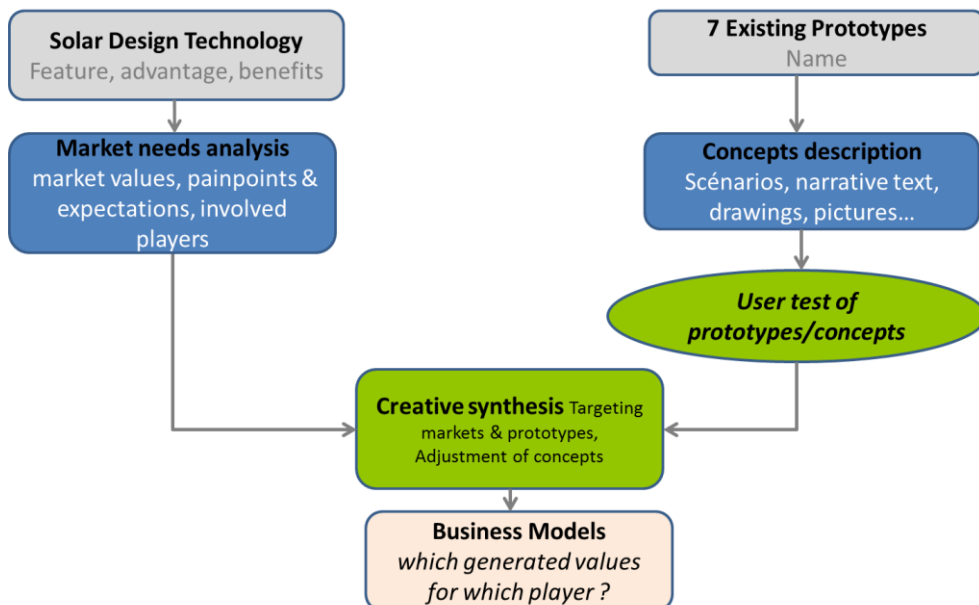 Solar Design Technology
Feature, advantage, benefits
Market needs analysis
market values, painpoints &
expectations, involved
players
7 Existing Prototypes
Name
Concepts description
Scénarios, narrative text,
drawings, pictures…
User test of
prototypes/concepts
Creative synthesis Targeting
markets & prototypes,
Adjustment of concepts
Business Models
which generated values
for which player ?